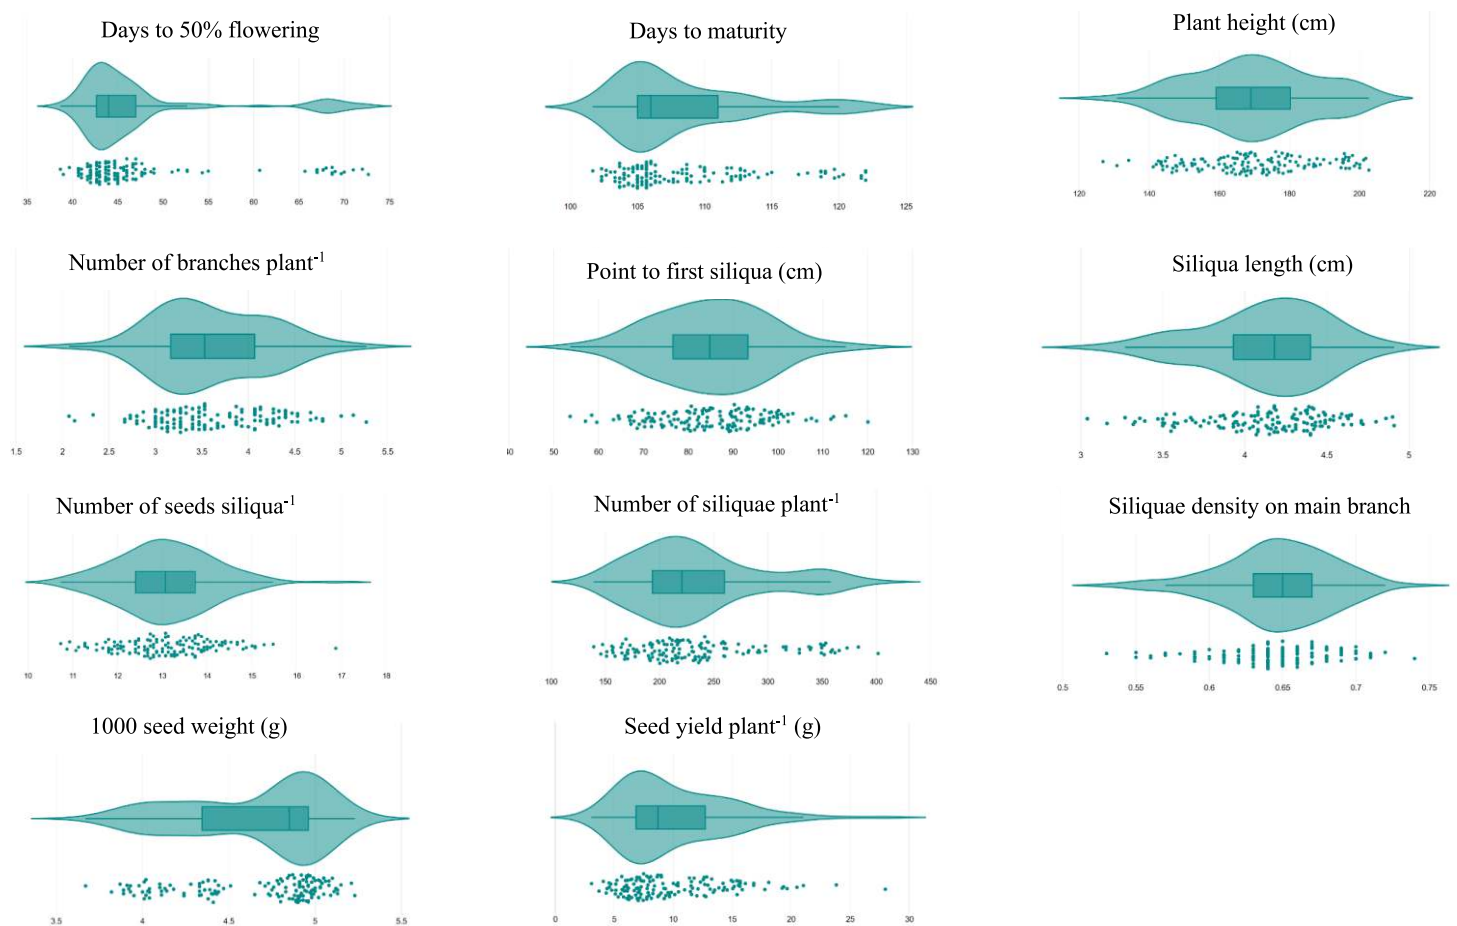 Days to 50% flowering
35 40 45 50 55 60 65 70 75
Days to maturity
100 105 110 115 120 125
Plant height (cm)
120 140 160 180 200 220
Number of branches plant⁻¹
1.5 2 2.5 3 3.5 4 4.5 5 5.5
Point to first siliqua (cm)
50 60 70 80 90 100 110 120 130
Siliqua length (cm)
3 3.5 4 4.5 5
Number of seeds siliqua⁻¹
10 11 12 13 14 15 16 17 18
Number of siliquae plant⁻¹
100 150 200 250 300 350 400 450
Siliquae density on main branch
0.5 0.55 0.6 0.65 0.7 0.75
1000 seed weight (g)
3.5 4 4.5 5 5.5
Seed yield plant⁻¹ (g)
0 5 10 15 20 25 30